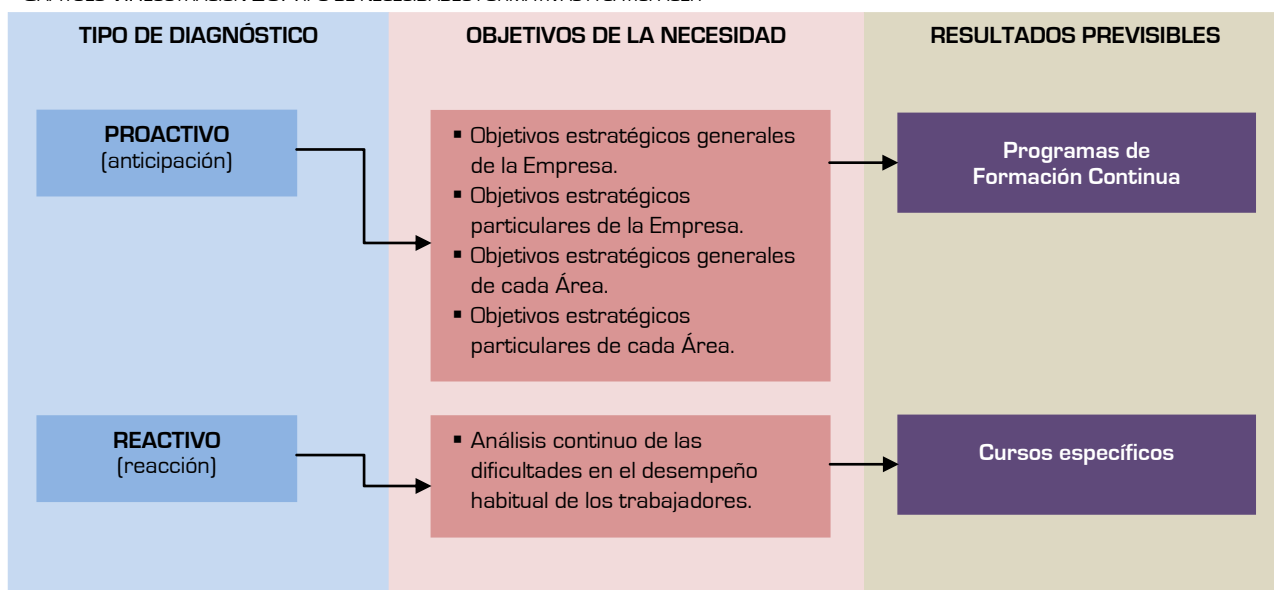 TIPO DE DIAGNÓSTICO
OBJETIVOS DE LA NECESIDAD
RESULTADOS PREVISIBLES
PROACTIVO
(anticipación)
▪ Objetivos estratégicos generales
de la Empresa.
▪ Objetivos estratégicos
particulares de la Empresa.
▪ Objetivos estratégicos generales
de cada Área.
▪ Objetivos estratégicos
particulares de cada Área.
Programas de
Formación Continua
REACTIVO
(reacción)
▪ Análisis continuo de las
dificultades en el desempeño
habitual de los trabajadores.
Cursos específicos